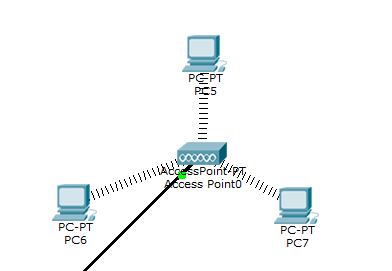 PC-PT
PC5
AccessPoint-PT
Access Point0
PC-PT
PC6
PC-PT
PC7